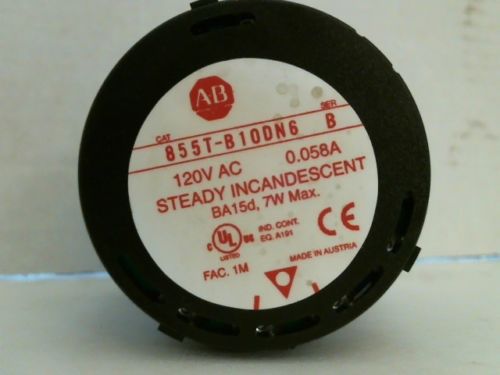 AB
CAT SER
855T-B10DN6 B
120V AC 0.058A
STEADY INCANDESCENT
BA15d, 7W Max.
C UL US IND. CONT. CE
LISTED EQ. A191
FAC. 1M MADE IN AUSTRIA